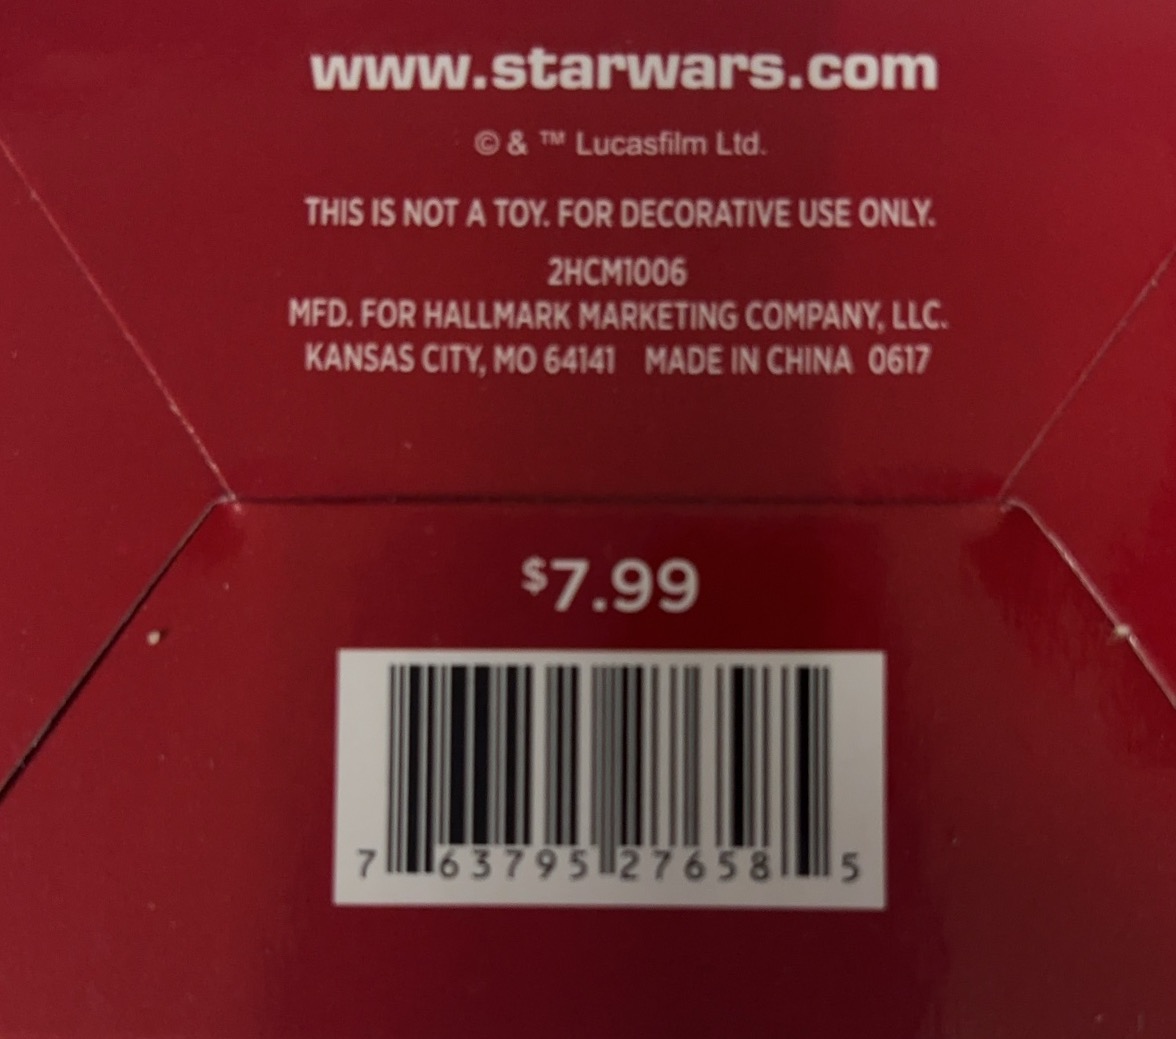 www.starwars.com
© & ™ Lucasfilm Ltd.
THIS IS NOT A TOY. FOR DECORATIVE USE ONLY.
2HCM1006
MFD. FOR HALLMARK MARKETING COMPANY, LLC.
KANSAS CITY, MO 64141 MADE IN CHINA 0617
$7.99
7 63795 27658 5